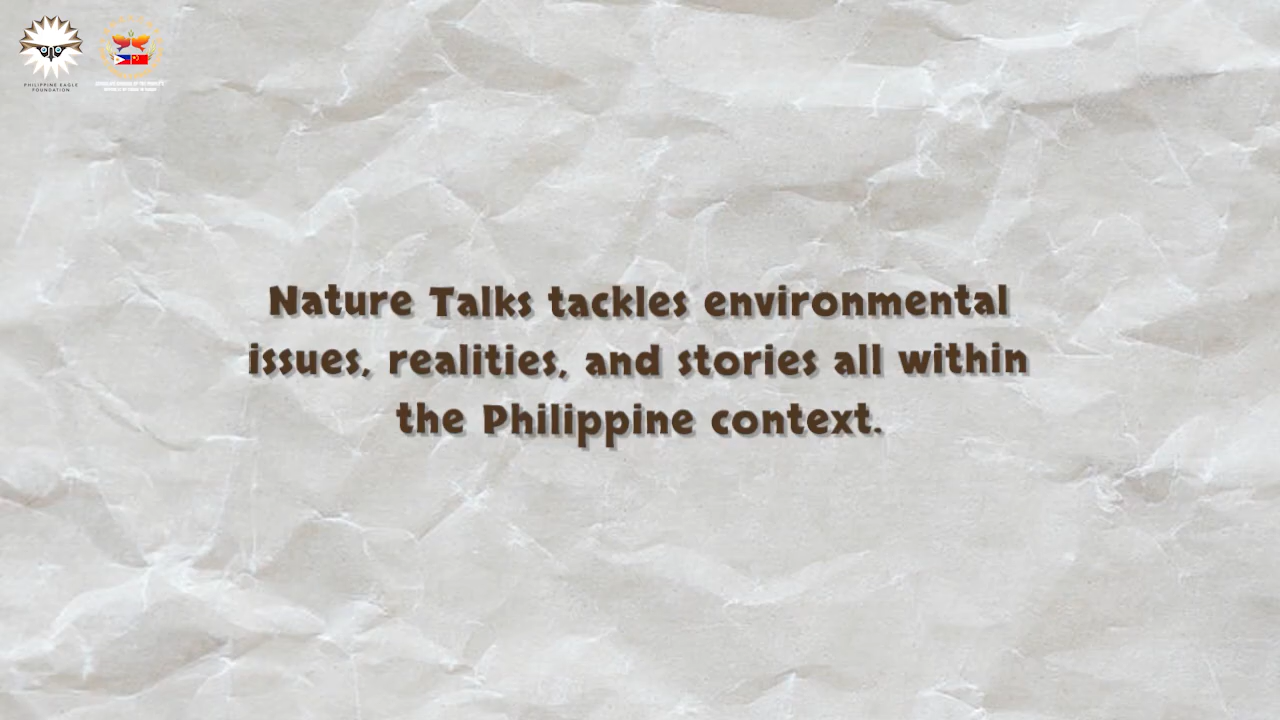 PHILIPPINE EAGLE
FOUNDATION
Nature Talks tackles environmental
issues, realities, and stories all within
the Philippine context.